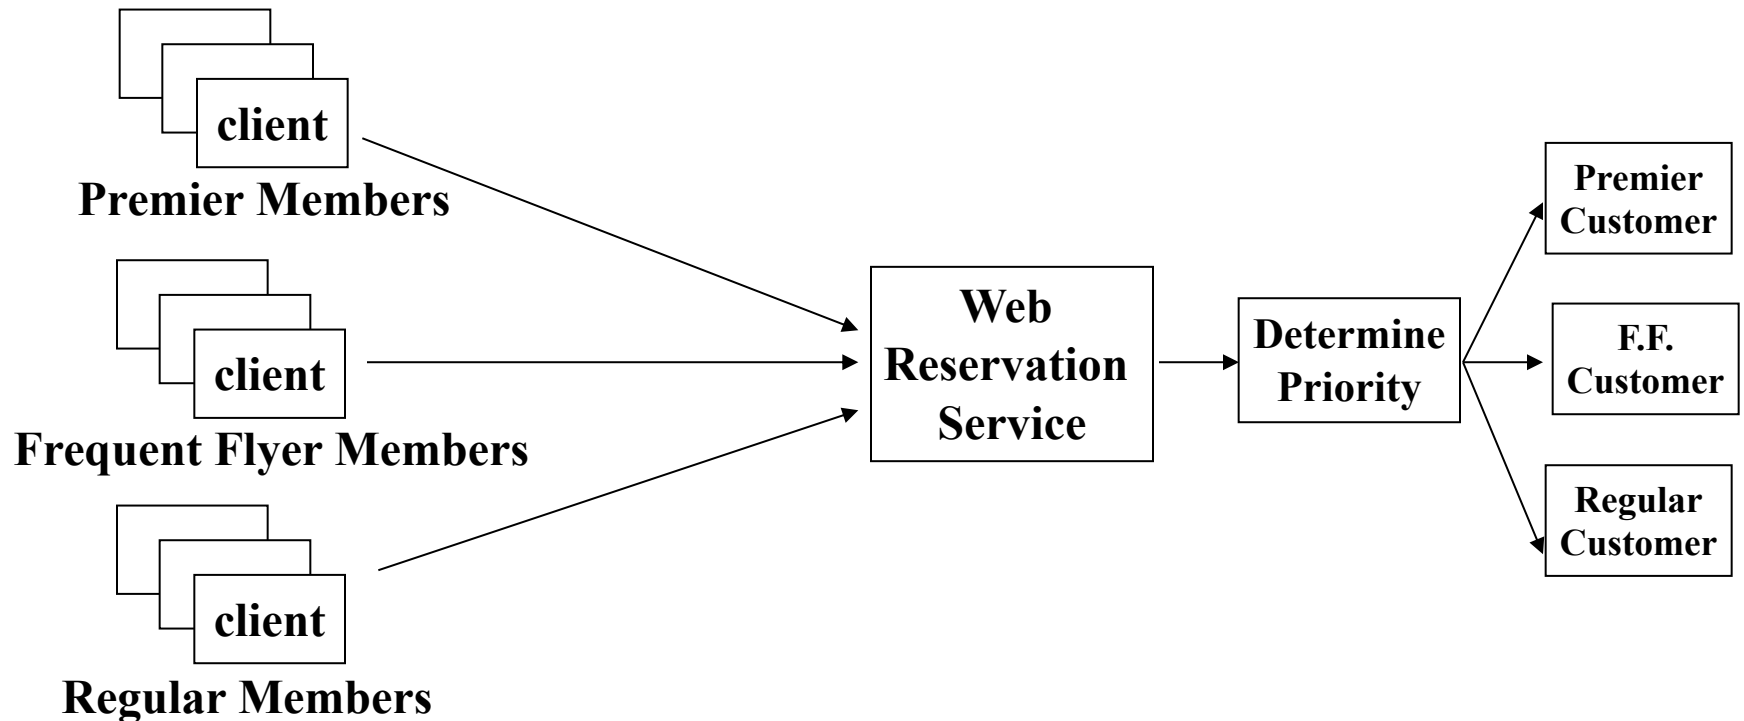 client
Premier Members
client
Frequent Flyer Members
client
Regular Members
Web
Reservation
Service
Determine
Priority
Premier
Customer
F.F.
Customer
Regular
Customer